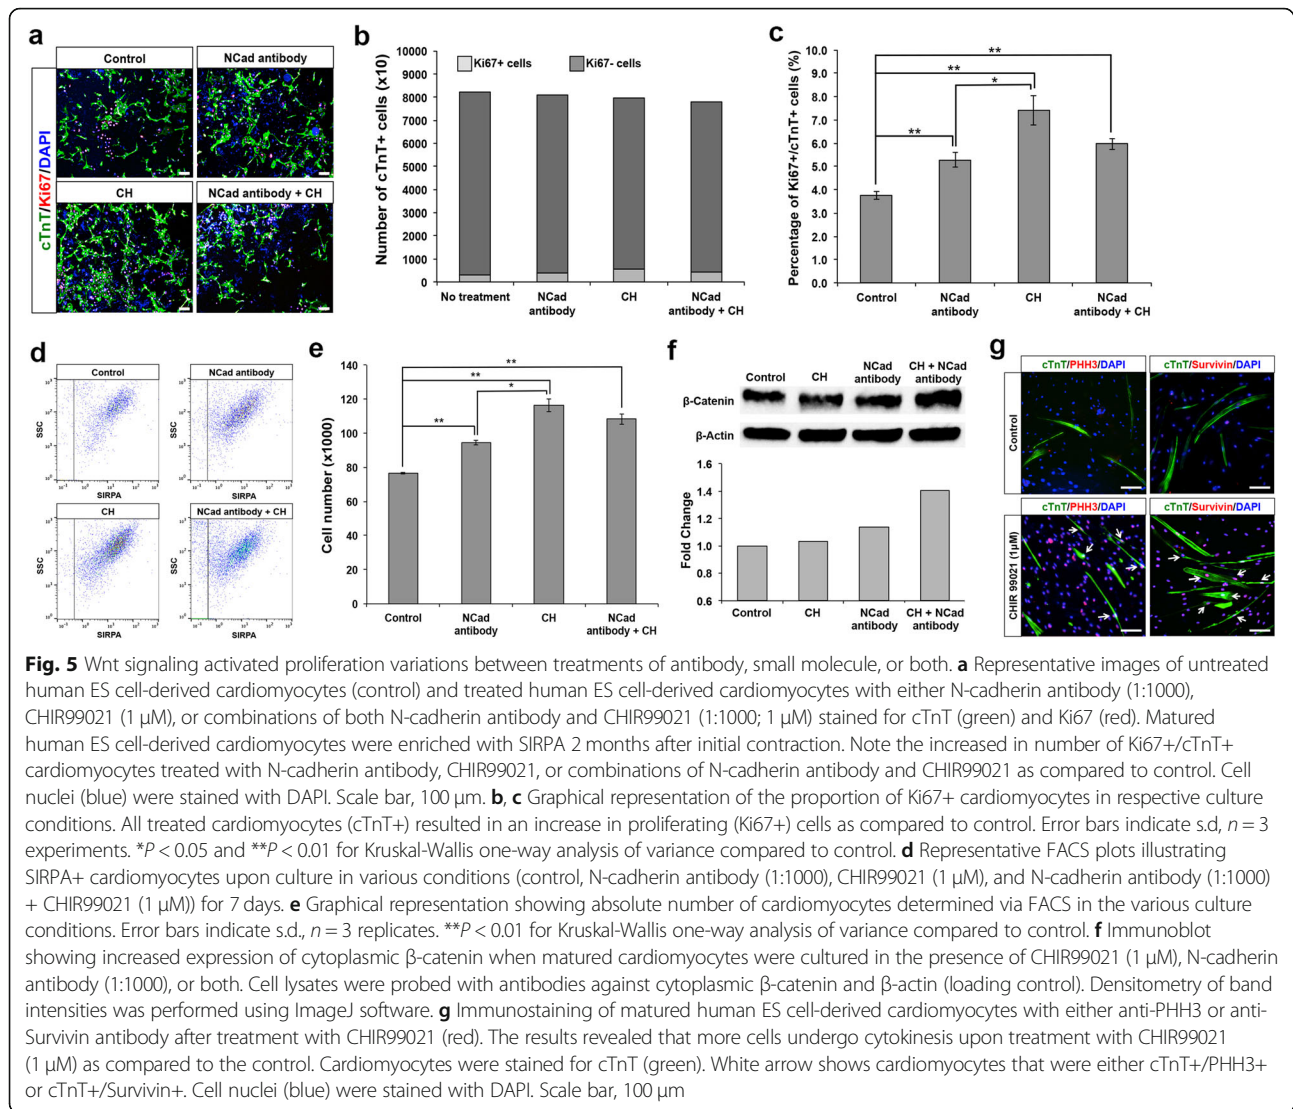 a
Control
NCad antibody
CH
NCad antibody + CH
cTnT/Ki67/DAPI
b
Number of cTnT+ cells (x10)
10000
9000
8000
7000
6000
5000
4000
3000
2000
1000
0
Ki67+ cells
Ki67- cells
No treatment
NCad antibody
CH
NCad antibody + CH
c
Percentage of Ki67+/cTnT+ cells (%)
10.0
9.0
8.0
7.0
6.0
5.0
4.0
3.0
2.0
1.0
0.0
**
**
*
**
Control
NCad antibody
CH
NCad antibody + CH
d
Control
NCad antibody
SSC
SIRPA
SSC
SIRPA
CH
NCad antibody + CH
SSC
SIRPA
SSC
SIRPA
e
Cell number (x1000)
140
120
100
80
60
40
20
0
**
**
*
**
Control
NCad antibody
CH
NCad antibody + CH
f
Control
CH
NCad antibody
CH + NCad antibody
β-Catenin
β-Actin
Fold Change
1.6
1.4
1.2
1.0
0.8
0.6
Control
CH
NCad antibody
CH + NCad antibody
g
cTnT/PHH3/DAPI
cTnT/Survivin/DAPI
Control
cTnT/PHH3/DAPI
cTnT/Survivin/DAPI
CHIR 99021 (1µM)
Fig. 5 Wnt signaling activated proliferation variations between treatments of antibody, small molecule, or both. a Representative images of untreated
human ES cell-derived cardiomyocytes (control) and treated human ES cell-derived cardiomyocytes with either N-cadherin antibody (1:1000),
CHIR99021 (1 µM), or combinations of both N-cadherin antibody and CHIR99021 (1:1000; 1 µM) stained for cTnT (green) and Ki67 (red). Matured
human ES cell-derived cardiomyocytes were enriched with SIRPA 2 months after initial contraction. Note the increased in number of Ki67+/cTnT+
cardiomyocytes treated with N-cadherin antibody, CHIR99021, or combinations of N-cadherin antibody and CHIR99021 as compared to control. Cell
nuclei (blue) were stained with DAPI. Scale bar, 100 µm. b, c Graphical representation of the proportion of Ki67+ cardiomyocytes in respective culture
conditions. All treated cardiomyocytes (cTnT+) resulted in an increase in proliferating (Ki67+) cells as compared to control. Error bars indicate s.d, n = 3
experiments. *P < 0.05 and **P < 0.01 for Kruskal-Wallis one-way analysis of variance compared to control. d Representative FACS plots illustrating
SIRPA+ cardiomyocytes upon culture in various conditions (control, N-cadherin antibody (1:1000), CHIR99021 (1 µM), and N-cadherin antibody (1:1000)
+ CHIR99021 (1 µM)) for 7 days. e Graphical representation showing absolute number of cardiomyocytes determined via FACS in the various culture
conditions. Error bars indicate s.d., n = 3 replicates. **P < 0.01 for Kruskal-Wallis one-way analysis of variance compared to control. f Immunoblot
showing increased expression of cytoplasmic β-catenin when matured cardiomyocytes were cultured in the presence of CHIR99021 (1 µM), N-cadherin
antibody (1:1000), or both. Cell lysates were probed with antibodies against cytoplasmic β-catenin and β-actin (loading control). Densitometry of band
intensities was performed using ImageJ software. g Immunostaining of matured human ES cell-derived cardiomyocytes with either anti-PHH3 or anti-
Survivin antibody after treatment with CHIR99021 (red). The results revealed that more cells undergo cytokinesis upon treatment with CHIR99021
(1 µM) as compared to the control. Cardiomyocytes were stained for cTnT (green). White arrow shows cardiomyocytes that were either cTnT+/PHH3+
or cTnT+/Survivin+. Cell nuclei (blue) were stained with DAPI. Scale bar, 100 µm